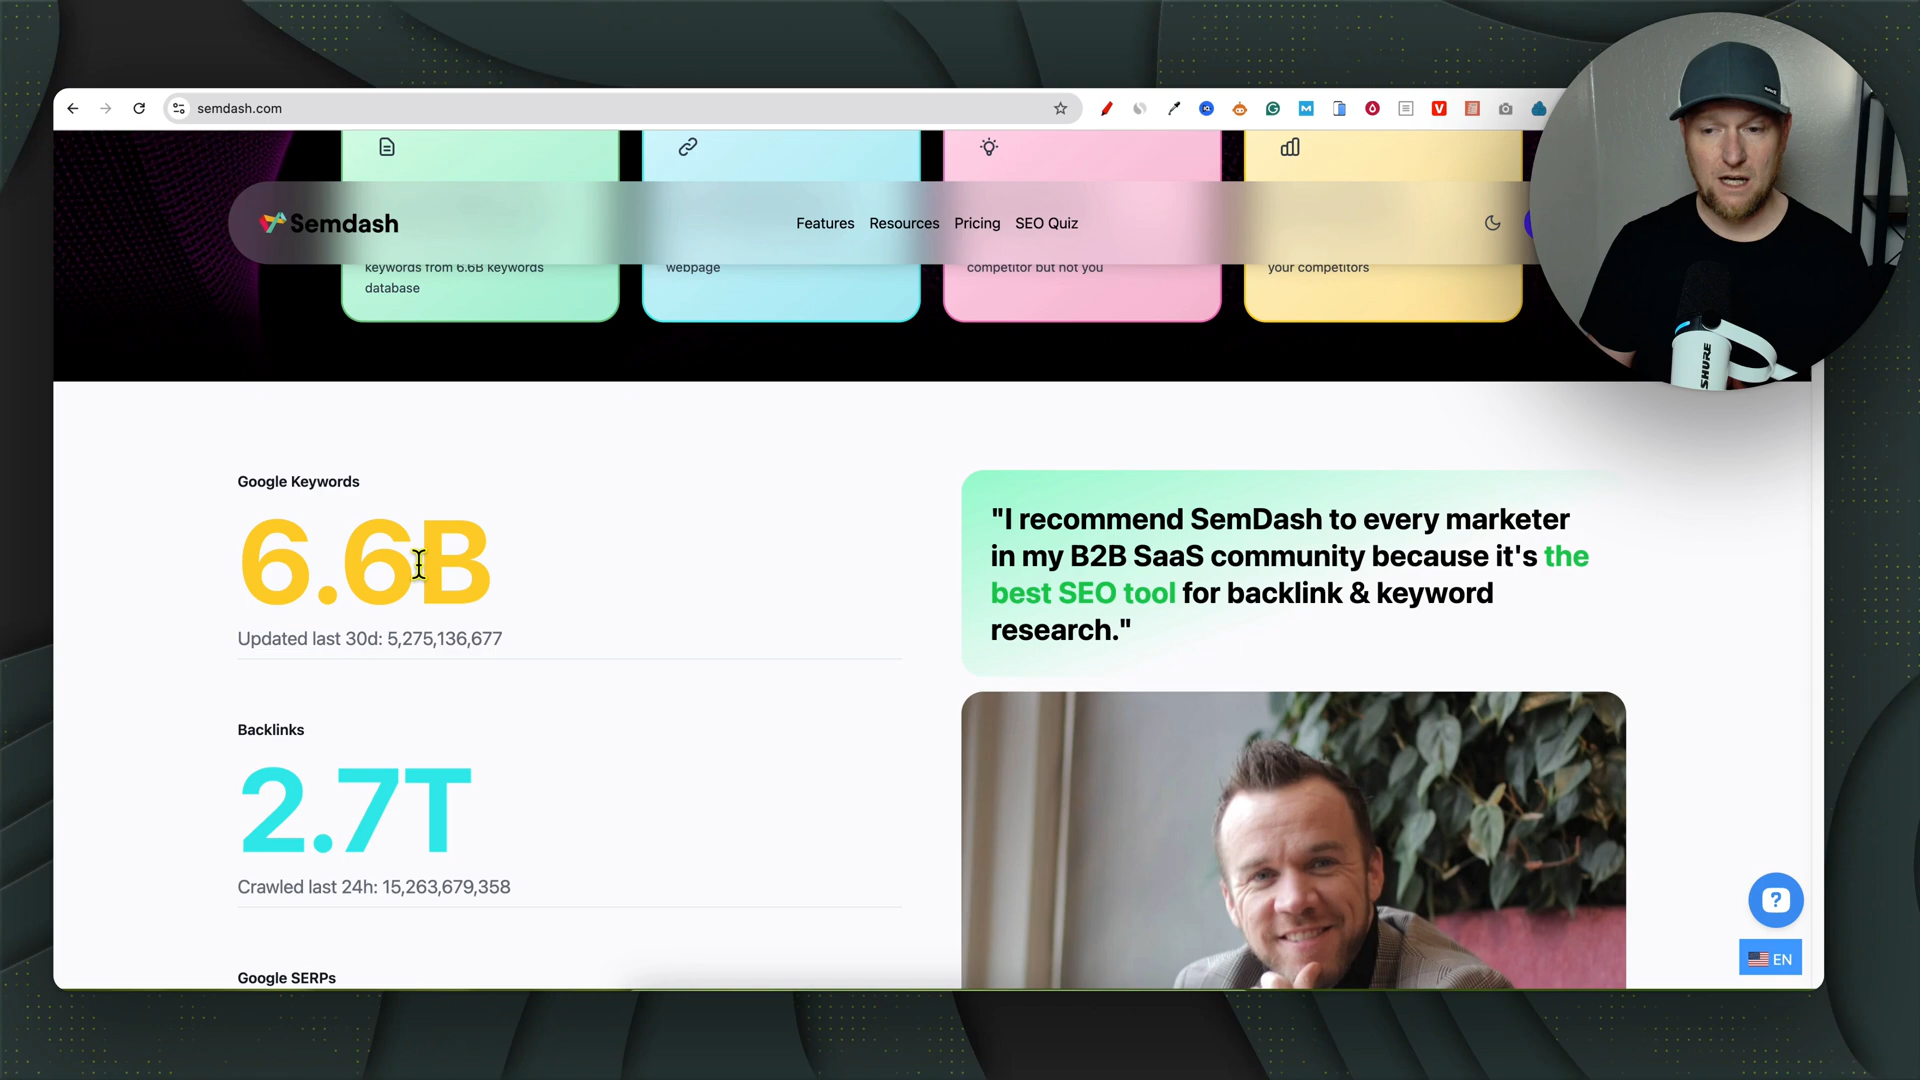 semdash.com
Semdash
Features
Resources
Pricing
SEO Quiz
keywords from 6.6B keywords
database
webpage
competitor but not you
your competitors
Google Keywords
6.6B
Updated last 30d: 5,275,136,677
Backlinks
2.7T
Crawled last 24h: 15,263,679,358
Google SERPs
"I recommend SemDash to every marketer
in my B2B SaaS community because it's the
best SEO tool for backlink & keyword
research."
SHURE
EN